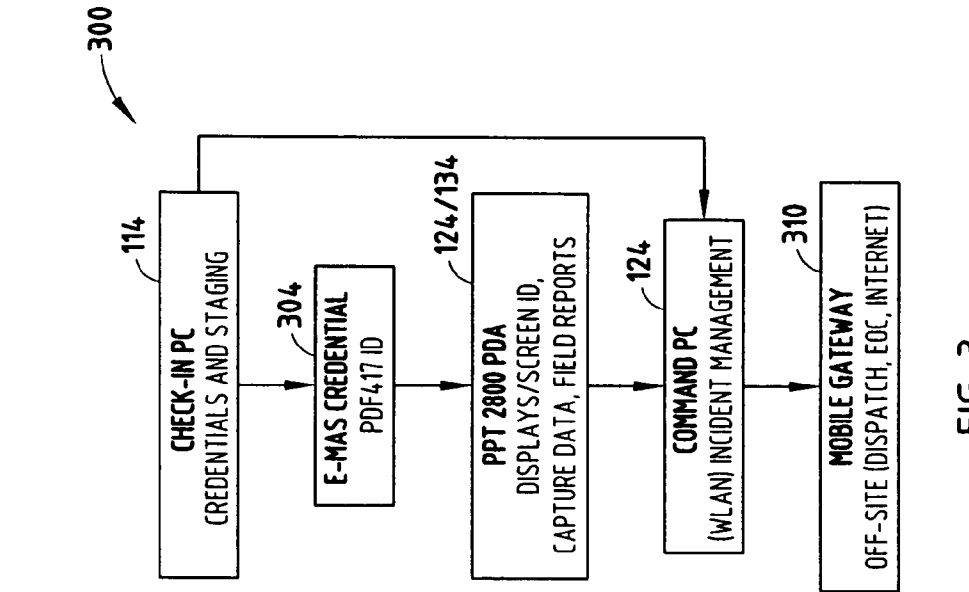 300
114
CHECK-IN PC
CREDENTIALS AND STAGING
304
E-MAS CREDENTIAL
PDF417 ID
124/134
PPT 2800 PDA
DISPLAYS/SCREEN ID,
CAPTURE DATA, FIELD REPORTS
124
COMMAND PC
(WLAN) INCIDENT MANAGEMENT
310
MOBILE GATEWAY
OFF-SITE (DISPATCH, EOC, INTERNET)